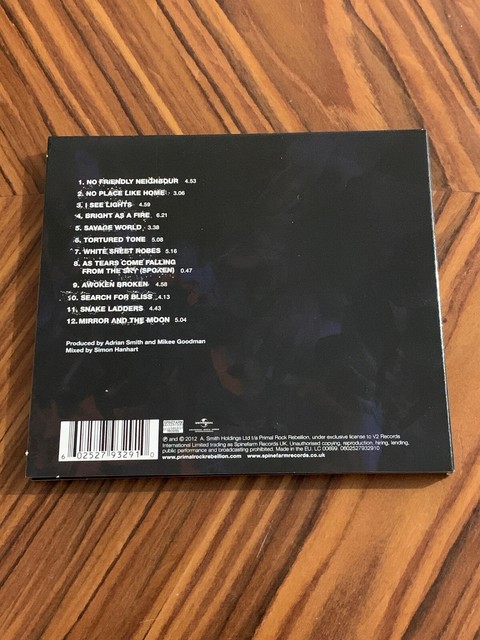 1. NO FRIENDLY NEIGHBOUR 4.53
2. NO PLACE LIKE HOME 3.06
3. I SEE LIGHTS 4.59
4. BRIGHT AS A FIRE 6.21
5. SAVAGE WORLD 3.38
6. TORTURED TONE 5.08
7. WHITE SHEET ROBES 5.16
8. AS TEARS COME FALLING
FROM THE SKY (SPOKEN) 0.47
9. AWOKEN BROKEN 4.58
10. SEARCH FOR BLISS 4.13
11. SNAKE LADDERS 4.43
12. MIRROR AND THE MOON 5.04
Produced by Adrian Smith and Mikee Goodman
Mixed by Simon Hanhart
6 02527 93291 0
℗ and © 2012 A. Smith Holdings Ltd t/a Primal Rock Rebellion, under exclusive license to V2 Records
International Limited trading as Spinefarm Records UK. Unauthorised copying, reproduction, hiring, lending,
public performance and broadcasting prohibited. Made in the EU. LC 00699. 0602527932910
www.primalrockrebellion.com www.spinefarmrecords.co.uk